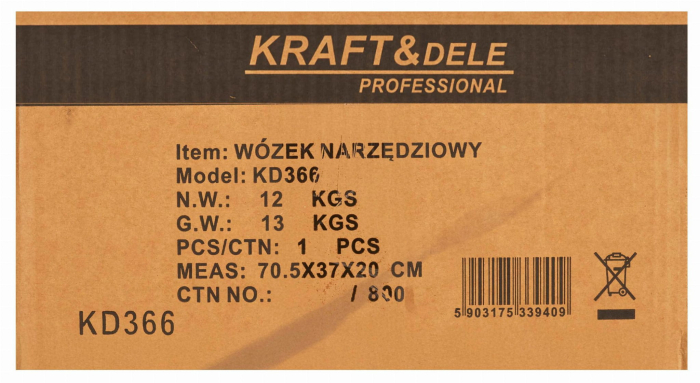 KRAFT&DELE
PROFESSIONAL
Item: WÓZEK NARZĘDZIOWY
Model: KD366
N.W.: 12 KGS
G.W.: 13 KGS
PCS/CTN: 1 PCS
MEAS: 70.5X37X20 CM
CTN NO.: / 800
KD366
5 903175 339409